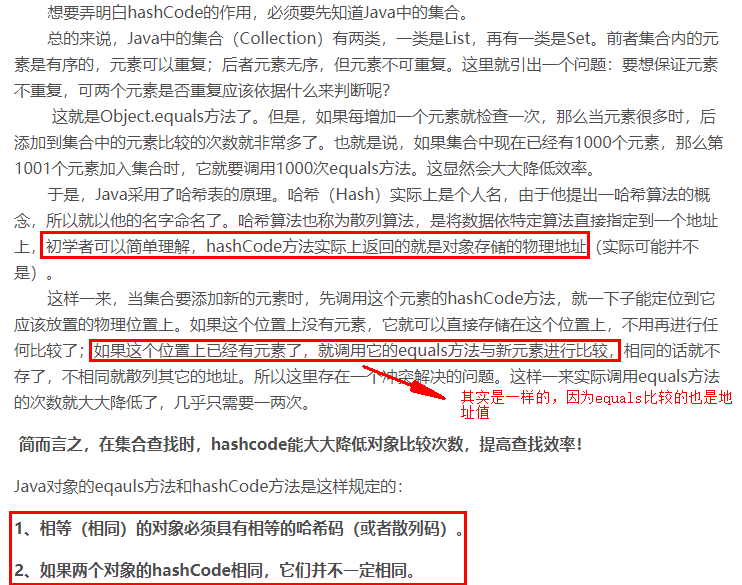 想要弄明白hashCode的作用，必须要先知道Java中的集合。
总的来说，Java中的集合（Collection）有两类，一类是List，再有一类是Set。前者集合内的元
素是有序的，元素可以重复；后者元素无序，但元素不可重复。这里就引出一个问题：要想保证元素
不重复，可两个元素是否重复应该依据什么来判断呢？
这就是Object.equals方法了。但是，如果每增加一个元素就检查一次，那么当元素很多时，后
添加到集合中的元素比较的次数就非常多了。也就是说，如果集合中现在已经有1000个元素，那么第
1001个元素加入集合时，它就要调用1000次equals方法。这显然会大大降低效率。
于是，Java采用了哈希表的原理。哈希（Hash）实际上是个人名，由于他提出一哈希算法的概
念，所以就以他的名字命名了。哈希算法也称为散列算法，是将数据依特定算法直接指定到一个地址
上，初学者可以简单理解，hashCode方法实际上返回的就是对象存储的物理地址（实际可能并不
是）。
这样一来，当集合要添加新的元素时，先调用这个元素的hashCode方法，就一下子能定位到它
应该放置的物理位置上。如果这个位置上没有元素，它就可以直接存储在这个位置上，不用再进行任
何比较了；如果这个位置上已经有元素了，就调用它的equals方法与新元素进行比较，相同的话就不
存了，不相同就散列其它的地址。所以这里存在一个冲突解决的问题。这样一来实际调用equals方法
的次数就大大降低了，几乎只需要一两次。
其实是一样的，因为equals比较的也是地
址值
简而言之，在集合查找时，hashcode能大大降低对象比较次数，提高查找效率！
Java对象的eqauls方法和hashCode方法是这样规定的：
1、相等（相同）的对象必须具有相等的哈希码（或者散列码）。
2、如果两个对象的hashCode相同，它们并不一定相同。